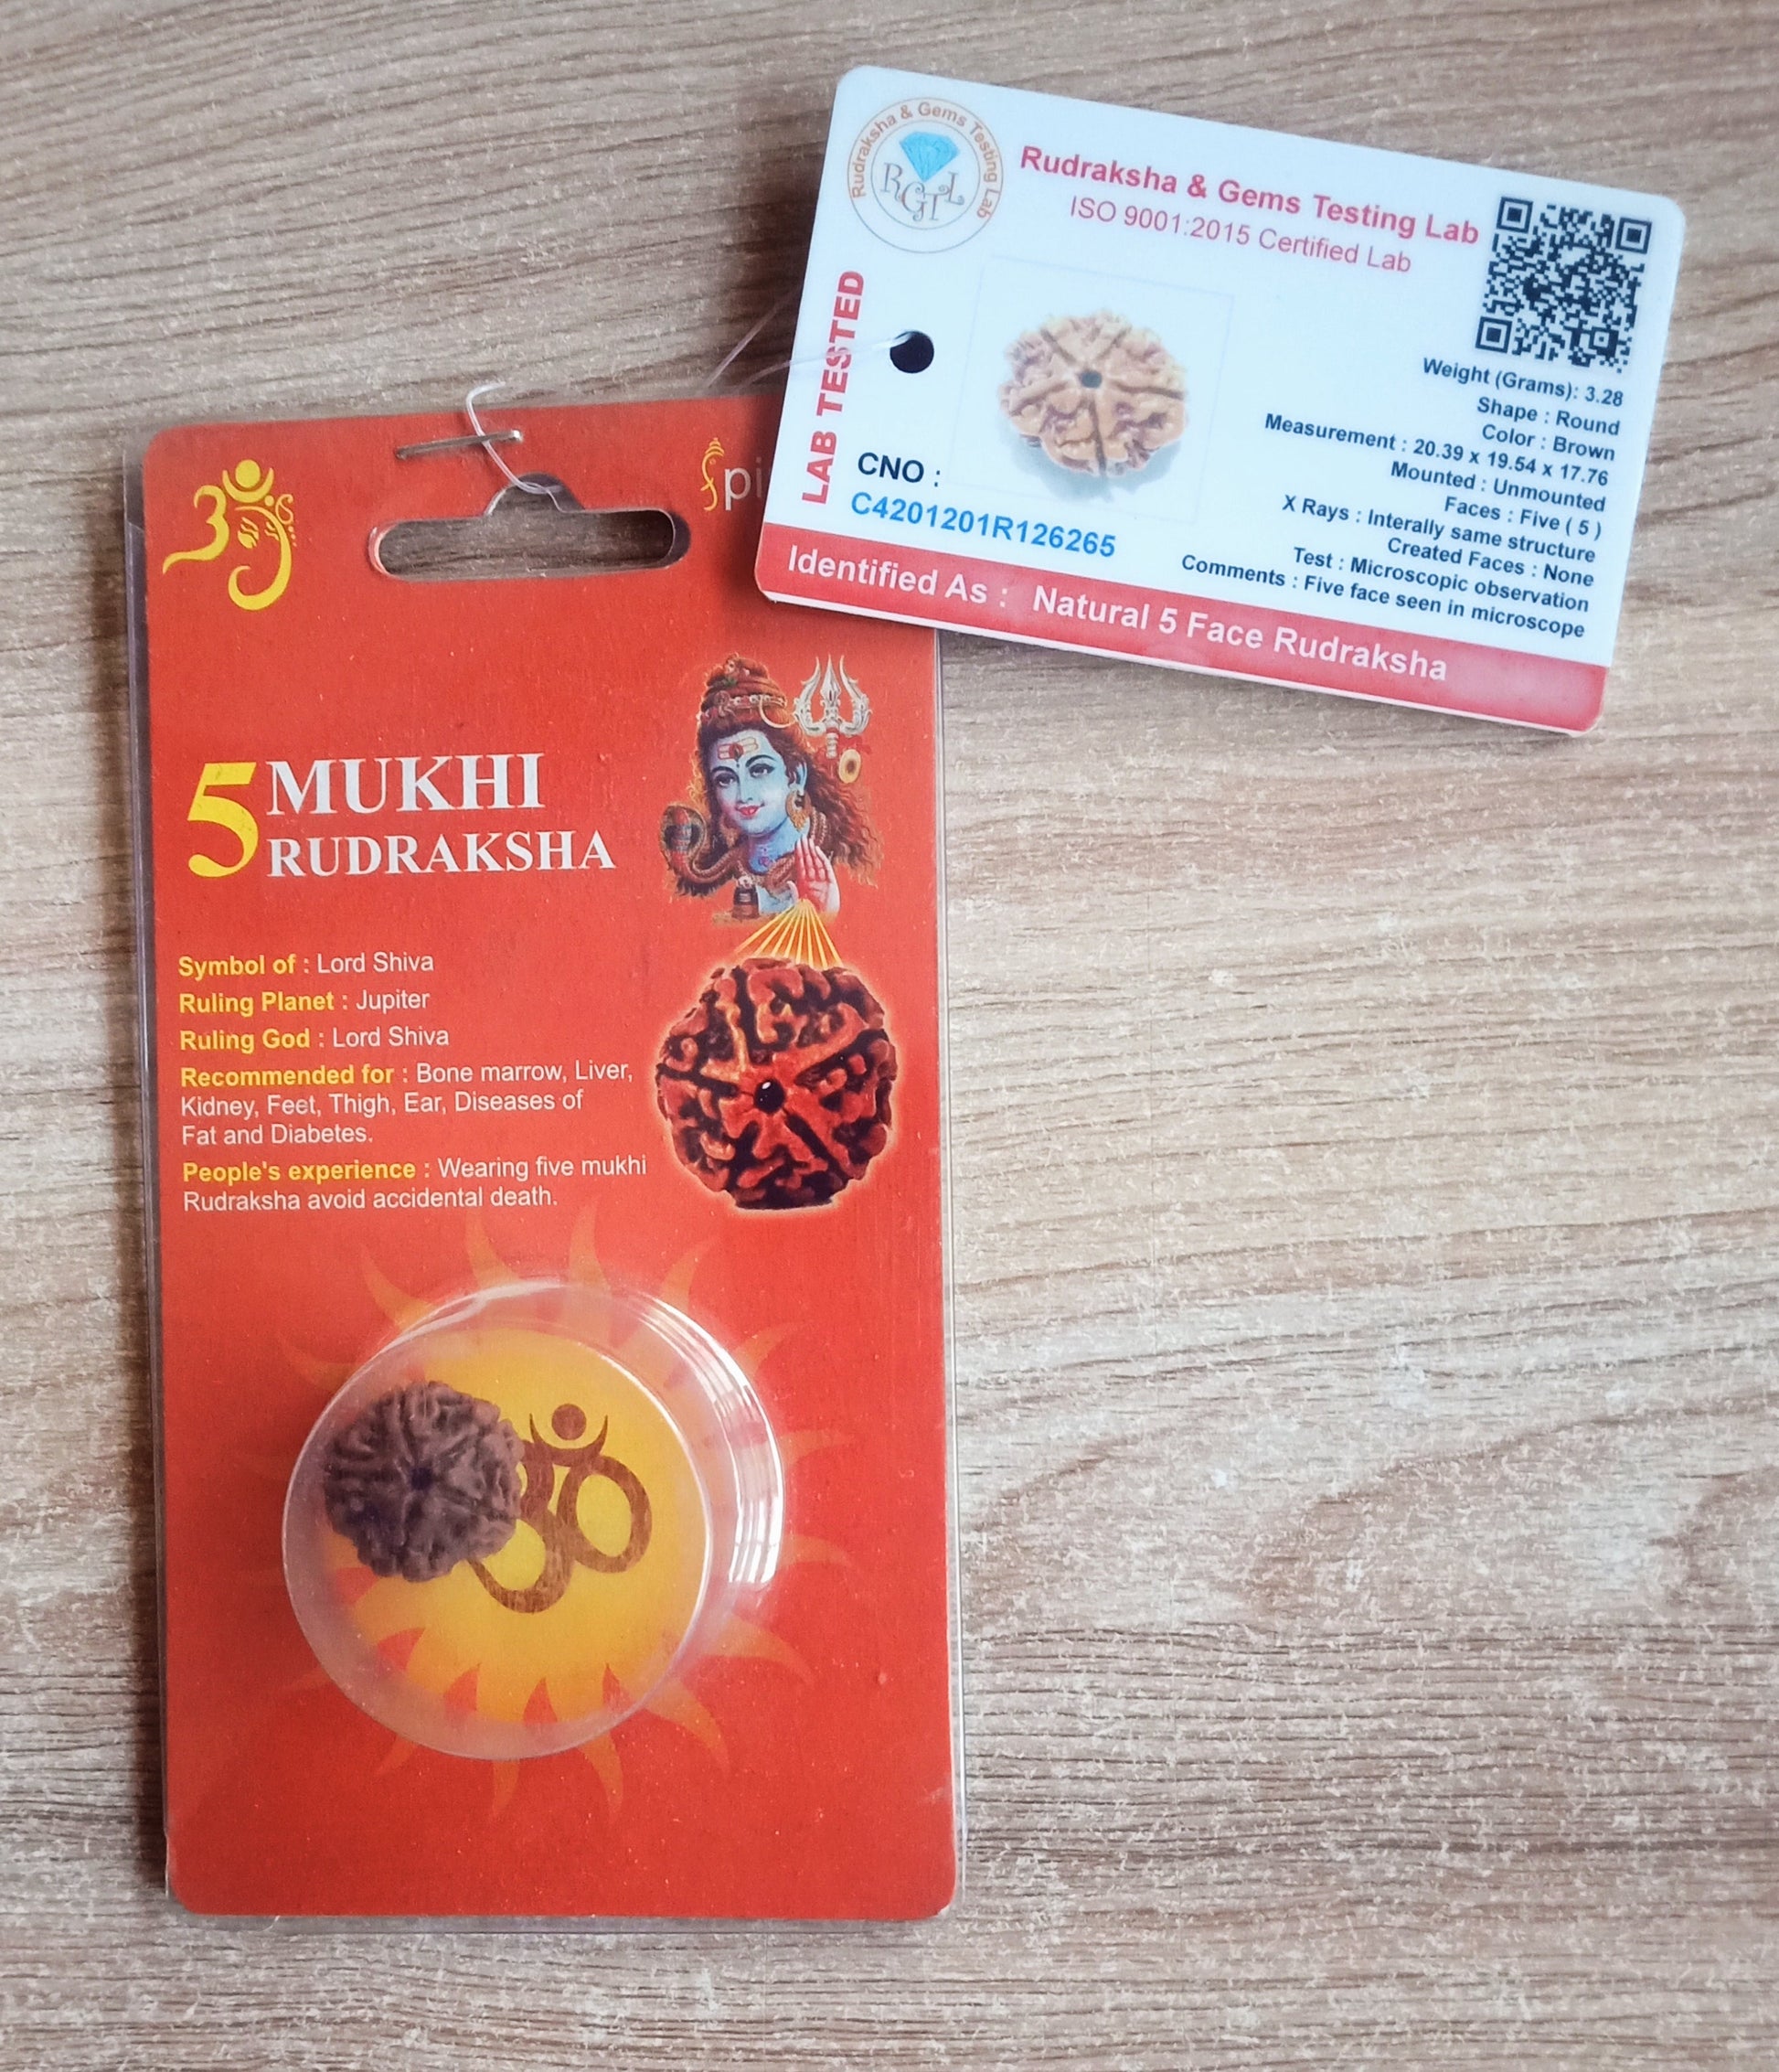 Rudraksha & Gems Testing Lab
RGTL
Rudraksha & Gems Testing Lab
ISO 9001:2015 Certified Lab
LAB TESTED
Weight (Grams): 3.28
Shape : Round
Color : Brown
Measurement : 20.39 x 19.54 x 17.76
Mounted : Unmounted
Faces : Five ( 5 )
X Rays : Interally same structure
Created Faces : None
Test : Microscopic observation
Comments : Five face seen in microscope
CNO :
C4201201R126265
Identified As : Natural 5 Face Rudraksha
5 MUKHI
RUDRAKSHA
Symbol of : Lord Shiva
Ruling Planet : Jupiter
Ruling God : Lord Shiva
Recommended for : Bone marrow, Liver,
Kidney, Feet, Thigh, Ear, Diseases of
Fat and Diabetes.
People's experience : Wearing five mukhi
Rudraksha avoid accidental death.
ॐ